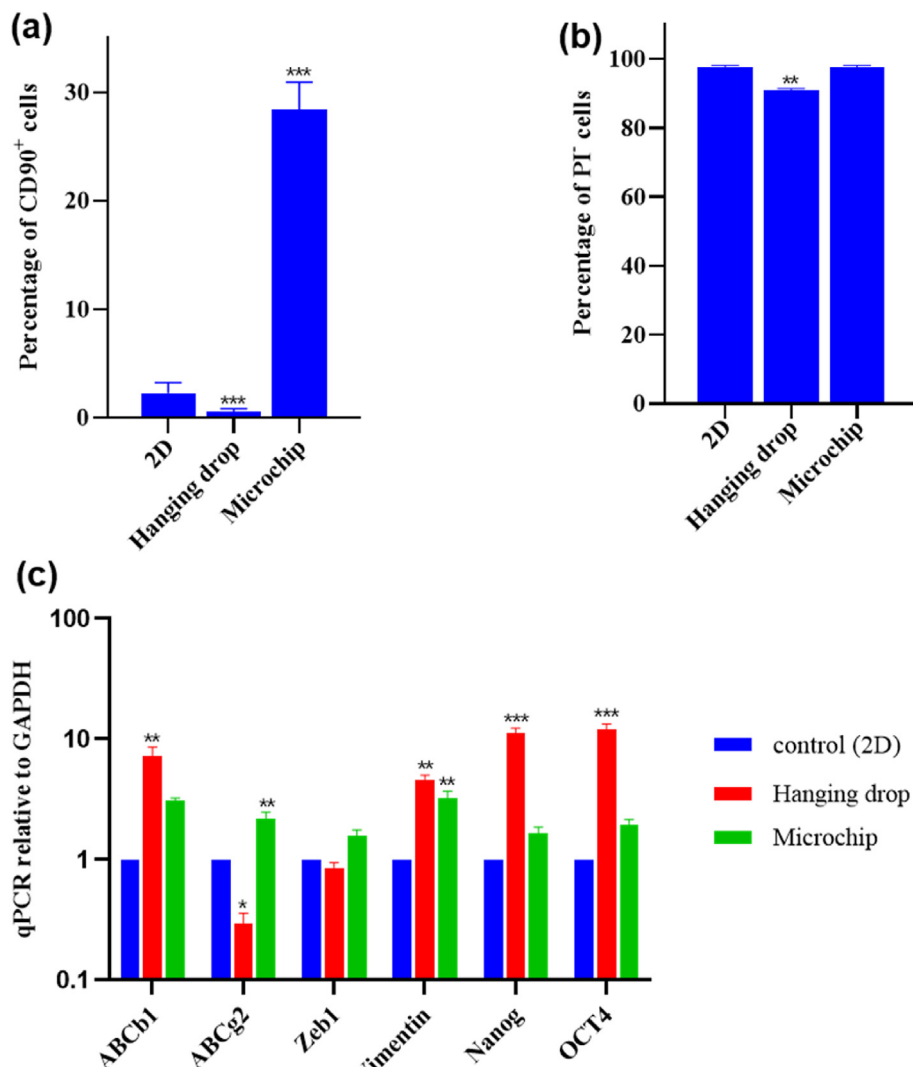 (a)
Percentage of CD90⁺ cells
30
20
10
0
***
***
2D
Hanging drop
Microchip
(b)
Percentage of PI⁻ cells
100
80
60
40
20
0
**
2D
Hanging drop
Microchip
(c)
qPCR relative to GAPDH
100
10
1
0.1
**
*
**
**
**
***
***
ABCb1
ABCg2
Zeb1
Nanog
OCT4
control (2D)
Hanging drop
Microchip